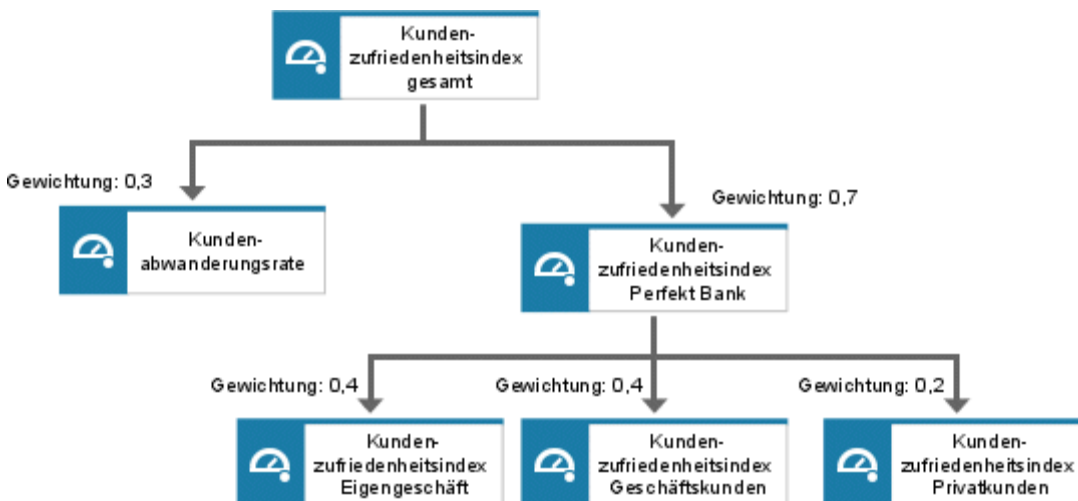 Kunden-
zufriedenheitsindex
gesamt
Gewichtung: 0,3
Gewichtung: 0,7
Kunden-
abwanderungsrate
Kunden-
zufriedenheitsindex
Perfekt Bank
Gewichtung: 0,4
Gewichtung: 0,4
Gewichtung: 0,2
Kunden-
zufriedenheitsindex
Eigengeschäft
Kunden-
zufriedenheitsindex
Geschäftskunden
Kunden-
zufriedenheitsindex
Privatkunden